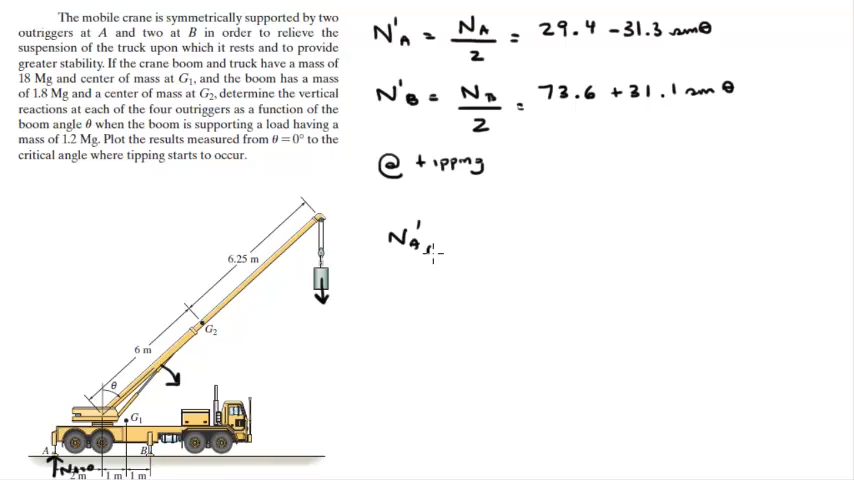 The mobile crane is symmetrically supported by two
outriggers at A and two at B in order to relieve the
suspension of the truck upon which it rests and to provide
greater stability. If the crane boom and truck have a mass of
18 Mg and center of mass at G₁, and the boom has a mass
of 1.8 Mg and a center of mass at G₂, determine the vertical
reactions at each of the four outriggers as a function of the
boom angle θ when the boom is supporting a load having a
mass of 1.2 Mg. Plot the results measured from θ = 0° to the
critical angle where tipping starts to occur.
N'A = NA/2 = 29.4 - 31.3 sinθ
N'B = NB/2 = 73.6 + 31.1 sin θ
@ tipping
N'A
6.25 m
G₂
6 m
θ
G₁
A
B
NA=0
2 m
1 m
1 m